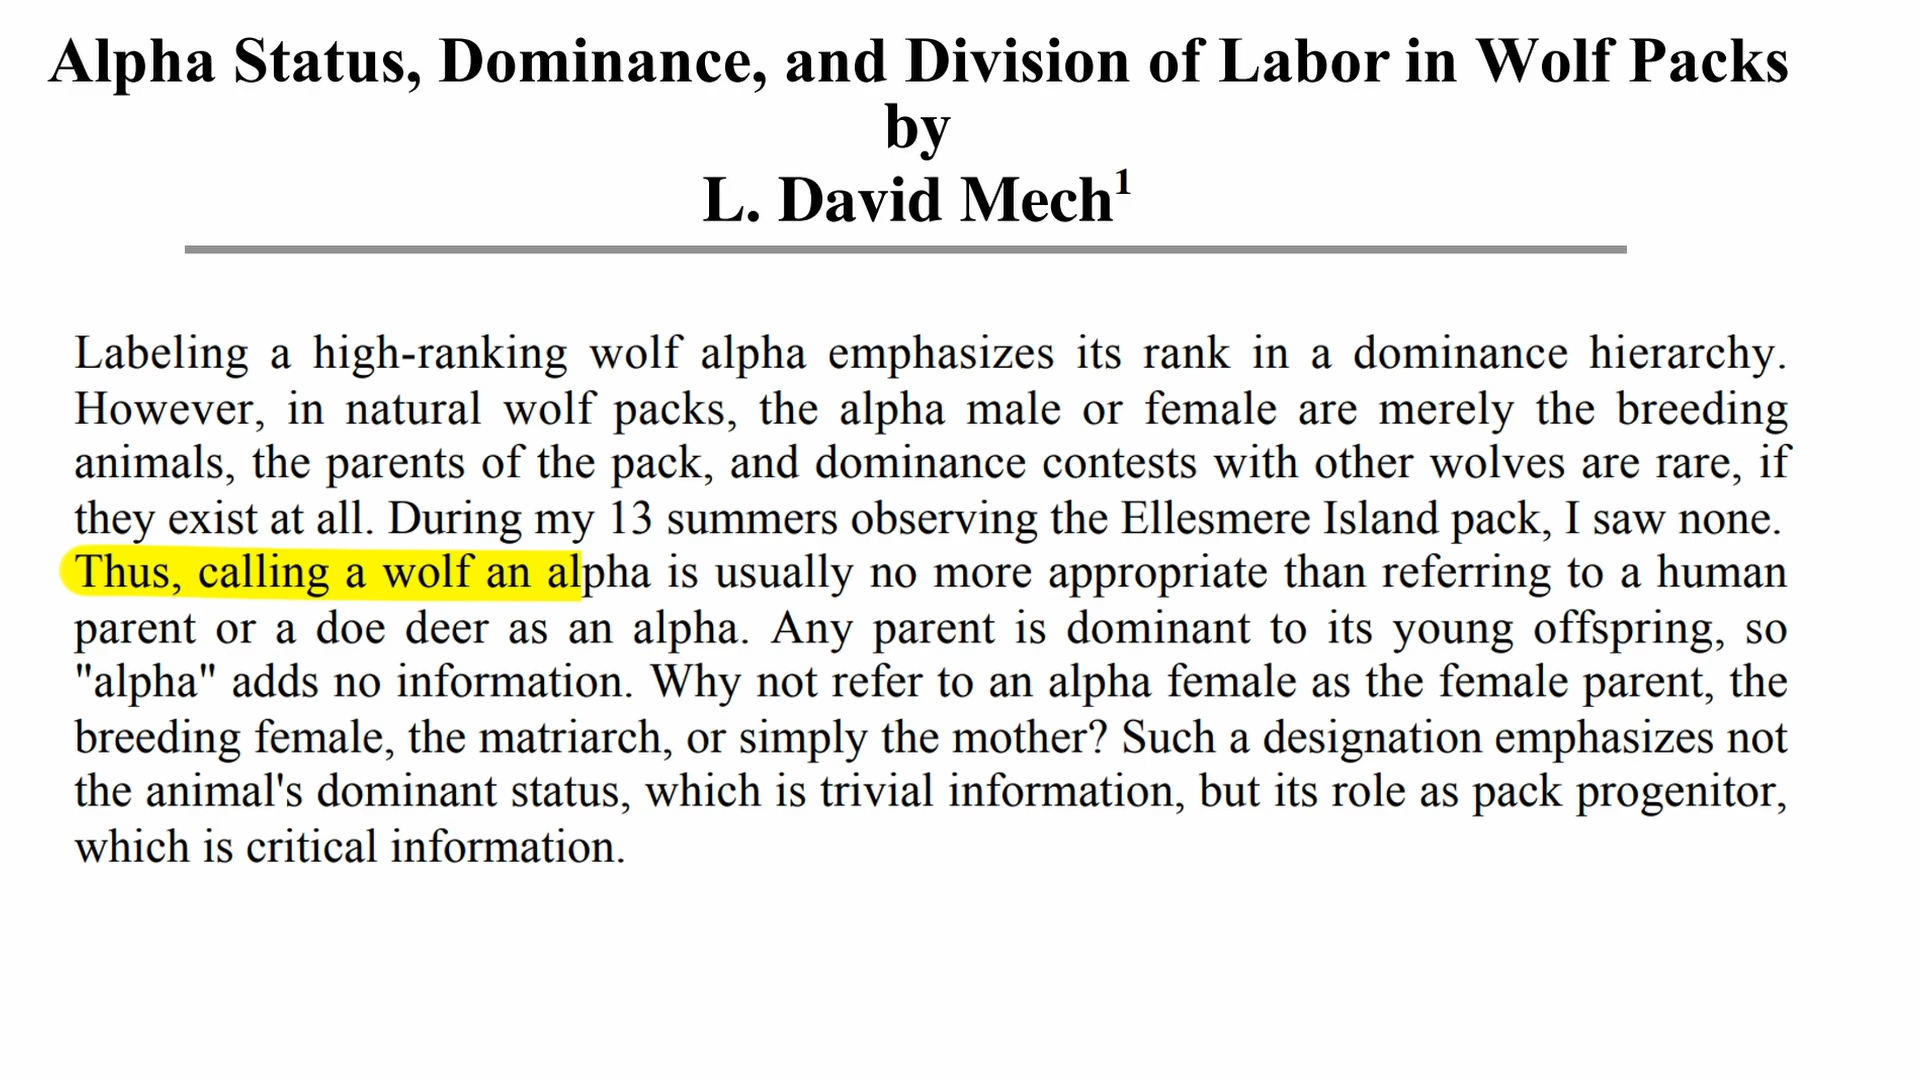 Alpha Status, Dominance, and Division of Labor in Wolf Packs
by
L. David Mech¹
Labeling a high-ranking wolf alpha emphasizes its rank in a dominance hierarchy.
However, in natural wolf packs, the alpha male or female are merely the breeding
animals, the parents of the pack, and dominance contests with other wolves are rare, if
they exist at all. During my 13 summers observing the Ellesmere Island pack, I saw none.
Thus, calling a wolf an alpha is usually no more appropriate than referring to a human
parent or a doe deer as an alpha. Any parent is dominant to its young offspring, so
"alpha" adds no information. Why not refer to an alpha female as the female parent, the
breeding female, the matriarch, or simply the mother? Such a designation emphasizes not
the animal's dominant status, which is trivial information, but its role as pack progenitor,
which is critical information.